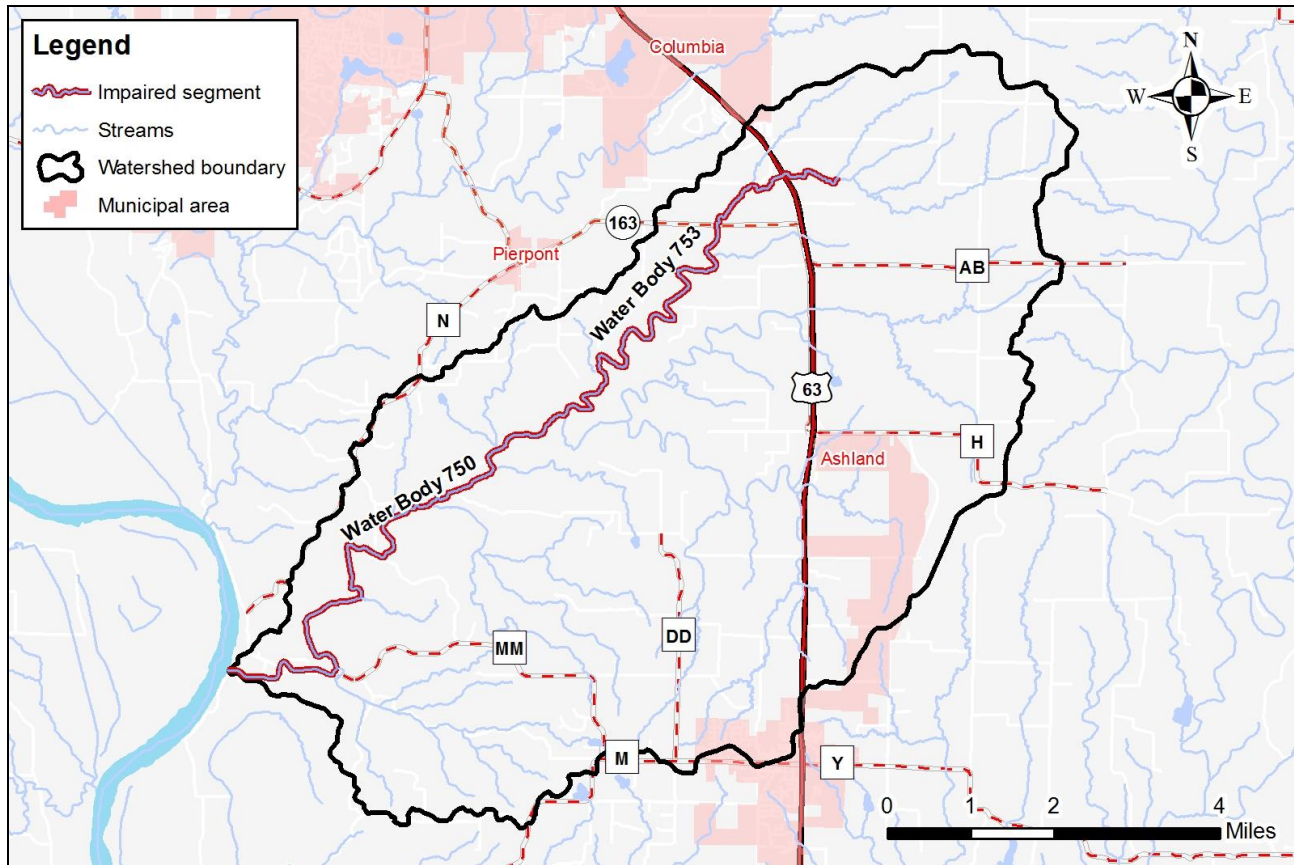 Legend
Impaired segment
Streams
Watershed boundary
Municipal area
Columbia
N
W
E
S
163
Pierpont
Water Body 753
AB
N
63
H
Ashland
Water Body 750
DD
MM
M
Y
0 1 2 4
Miles